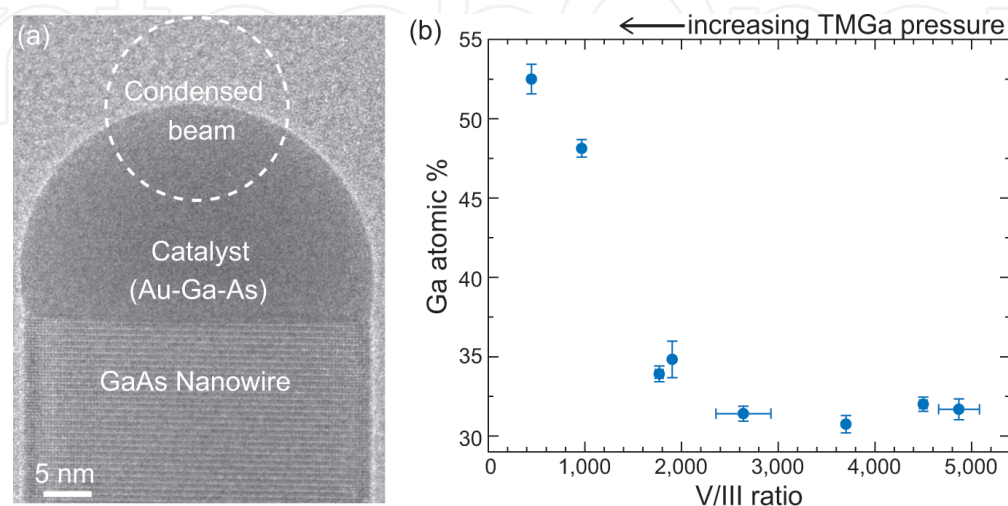 (a)
Condensed
beam
Catalyst
(Au-Ga-As)
GaAs Nanowire
5 nm
(b)
increasing TMGa pressure
55
50
45
40
35
30
Ga atomic %
0 1,000 2,000 3,000 4,000 5,000
V/III ratio